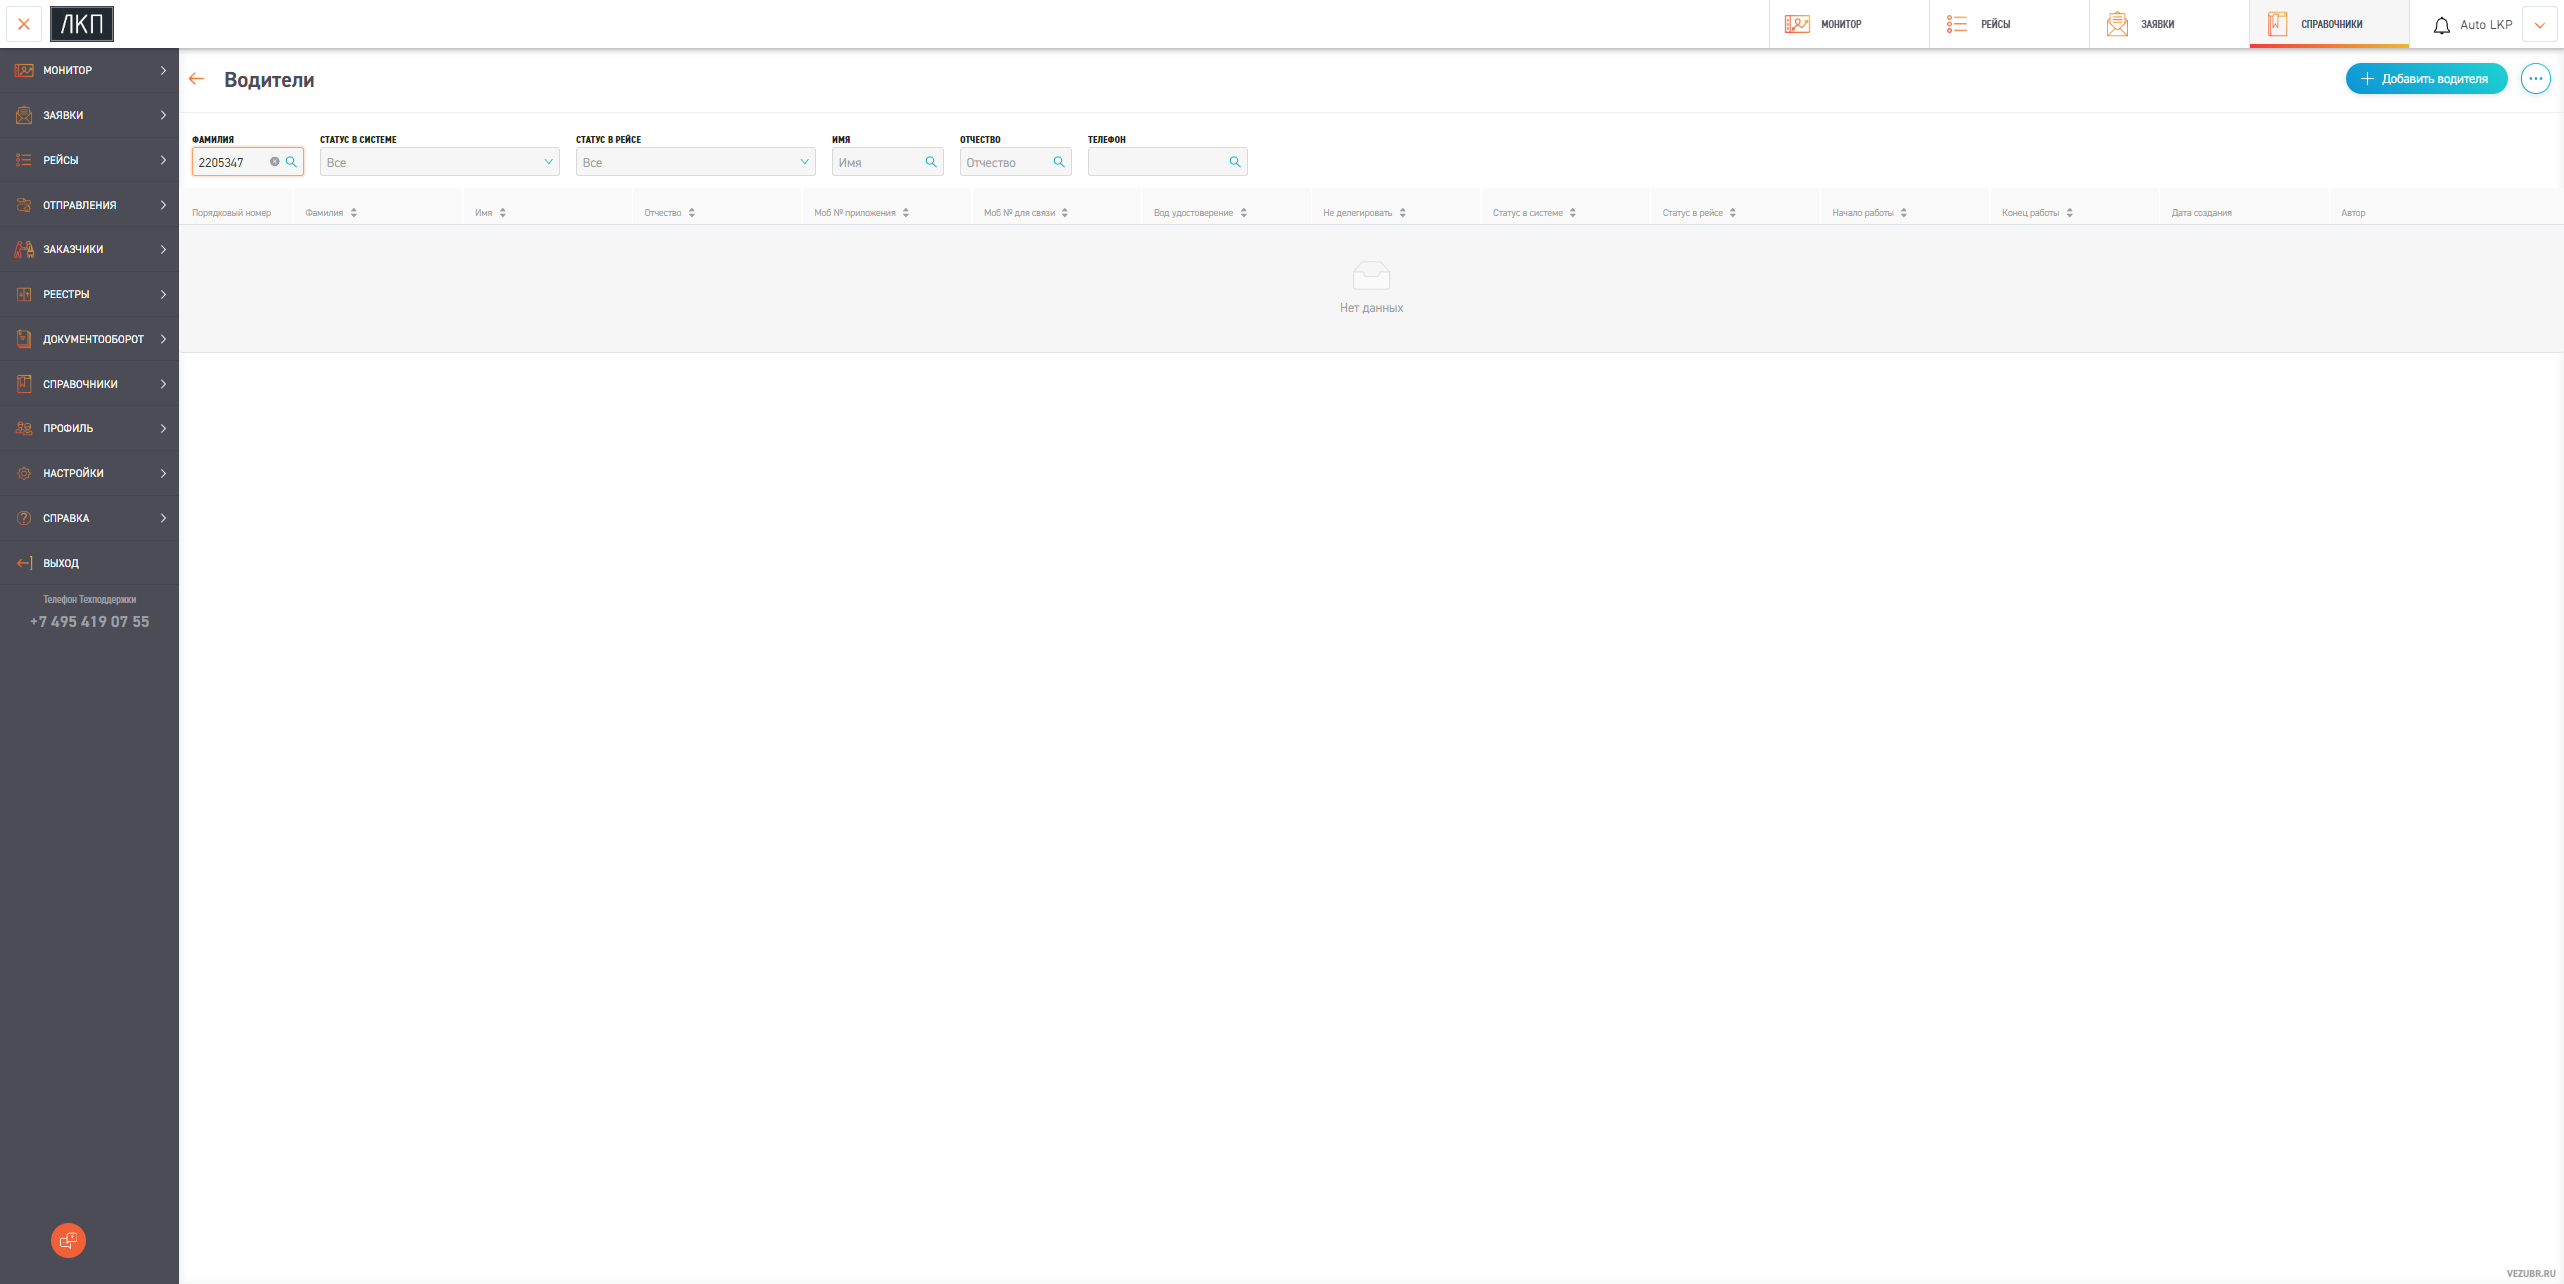 ЛКП
МОНИТОР
РЕЙСЫ
ЗАЯВКИ
СПРАВОЧНИКИ
Auto LKP
МОНИТОР
ЗАЯВКИ
РЕЙСЫ
ОТПРАВЛЕНИЯ
ЗАКАЗЧИКИ
РЕЕСТРЫ
ДОКУМЕНТООБОРОТ
СПРАВОЧНИКИ
ПРОФИЛЬ
НАСТРОЙКИ
СПРАВКА
ВЫХОД
Телефон Техподдержки
+7 495 419 07 55
Водители
Добавить водителя
ФАМИЛИЯ СТАТУС В СИСТЕМЕ СТАТУС В РЕЙСЕ ИМЯ ОТЧЕСТВО ТЕЛЕФОН
2205347 Все Все Имя Отчество
Порядковый номер Фамилия Имя Отчество Моб № приложения Моб № для связи Вод удостоверение Не делегировать Статус в системе Статус в рейсе Начало работы Конец работы Дата создания Автор
Нет данных
VEZUBR.RU